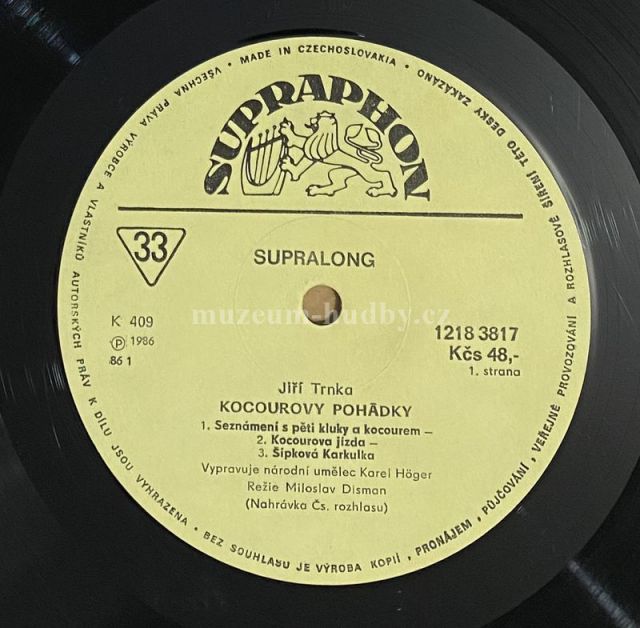 VŠECHNA PRÁVA VÝROBCE A VLASTNÍKŮ AUTORSKÝCH PRÁV K DÍLU JSOU VYHRAZENA • BEZ SOUHLASU JE VÝROBA KOPIÍ, PRONÁJEM, PŮJČOVÁNÍ, VEŘEJNÉ PROVOZOVÁNÍ A ROZHLASOVÉ ŠÍŘENÍ TÉTO DESKY ZAKÁZÁNO • MADE IN CZECHOSLOVAKIA •
SUPRAPHON
33
SUPRALONG
muzeum-hudby.cz
K 409
Ⓟ 1986
86 1
1218 3817
Kčs 48,-
1. strana
Jiří Trnka
KOCOUROVY POHÁDKY
1. Seznámení s pěti kluky a kocourem –
2. Kocourova jízda –
3. Šípková Karkulka
Vypravuje národní umělec Karel Höger
Režie Miloslav Disman
(Nahrávka Čs. rozhlasu)